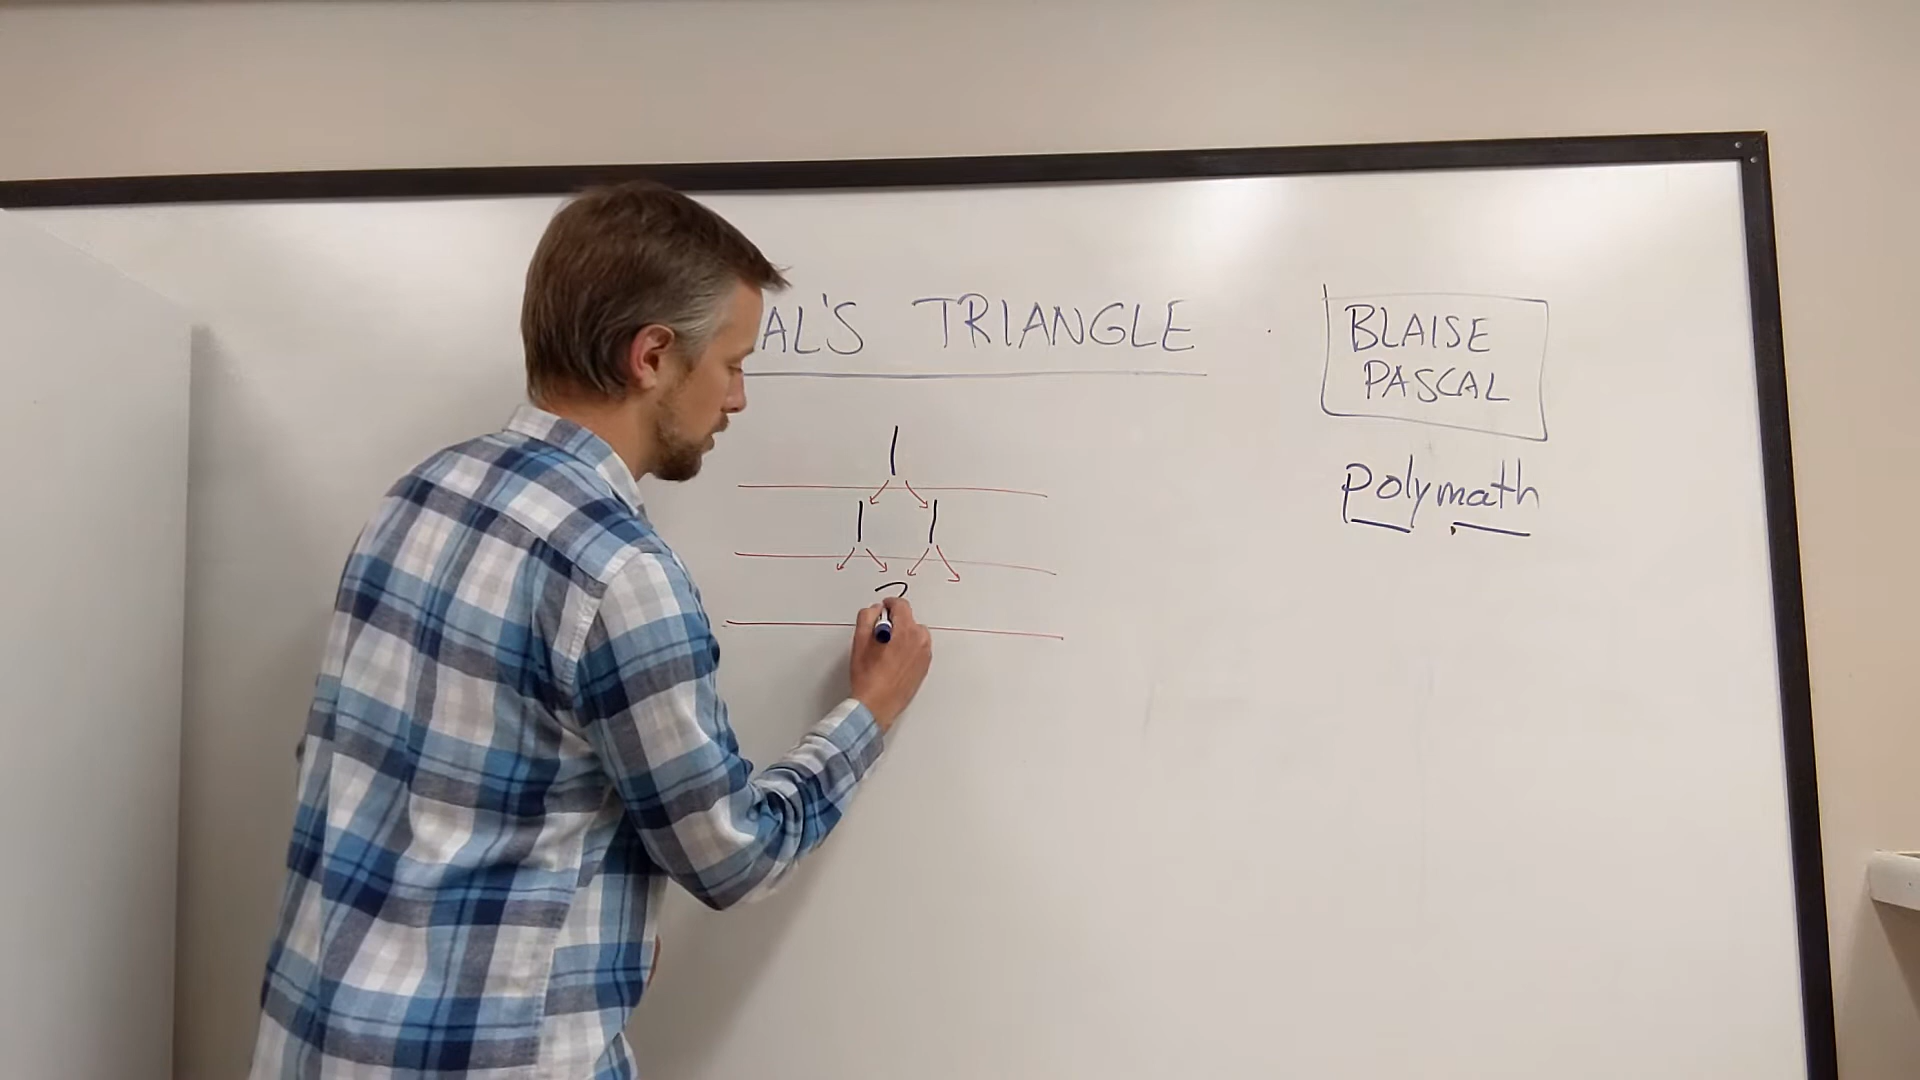 AL'S TRIANGLE
BLAISE
PASCAL
polymath
1
1 1
2